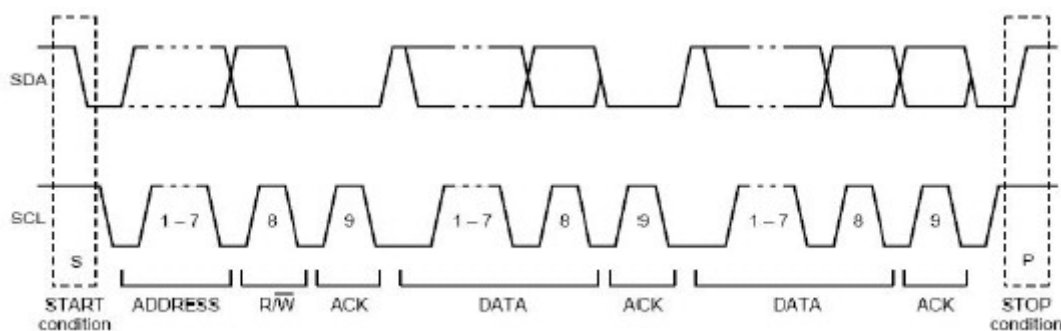 SDA
SCL
1 – 7 8 9 1 – 7 8 9 1 – 7 8 9
S P
START condition
ADDRESS R/W̅ ACK DATA ACK DATA ACK
STOP condition